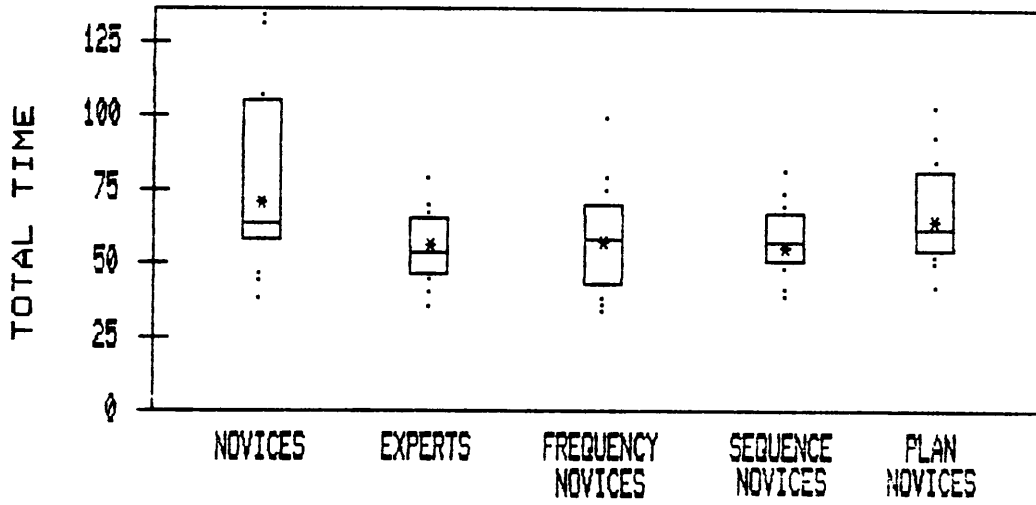 TOTAL TIME
125
100
75
50
25
0
NOVICES
EXPERTS
FREQUENCY
NOVICES
SEQUENCE
NOVICES
PLAN
NOVICES